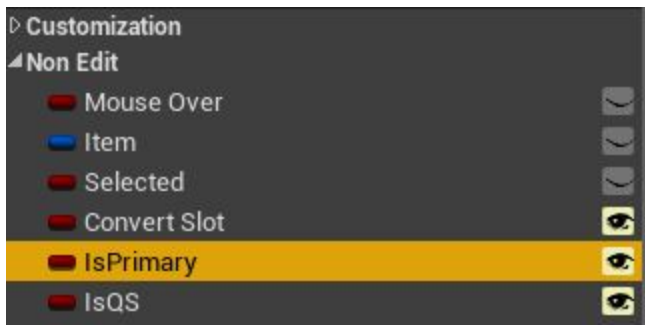 Customization
Non Edit
Mouse Over
Item
Selected
Convert Slot
IsPrimary
IsQS